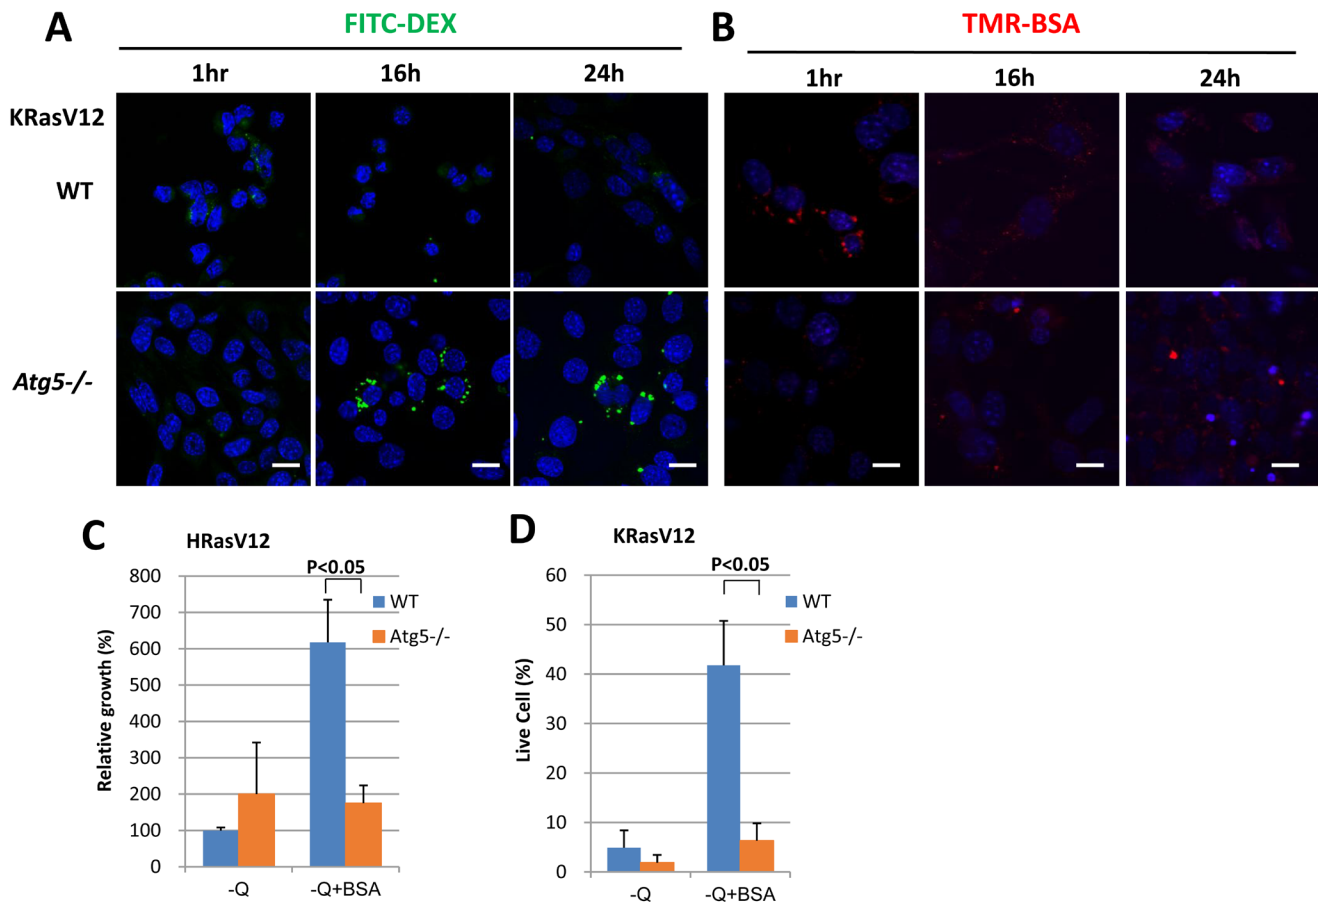 A
FITC-DEX
B
TMR-BSA
1hr 16h 24h
1hr 16h 24h
KRasV12
WT
Atg5-/-
C
HRasV12
P<0.05
Relative growth (%)
800
700
600
500
400
300
200
100
0
WT
Atg5-/-
-Q -Q+BSA
D
KRasV12
P<0.05
Live Cell (%)
60
50
40
30
20
10
0
WT
Atg5-/-
-Q -Q+BSA